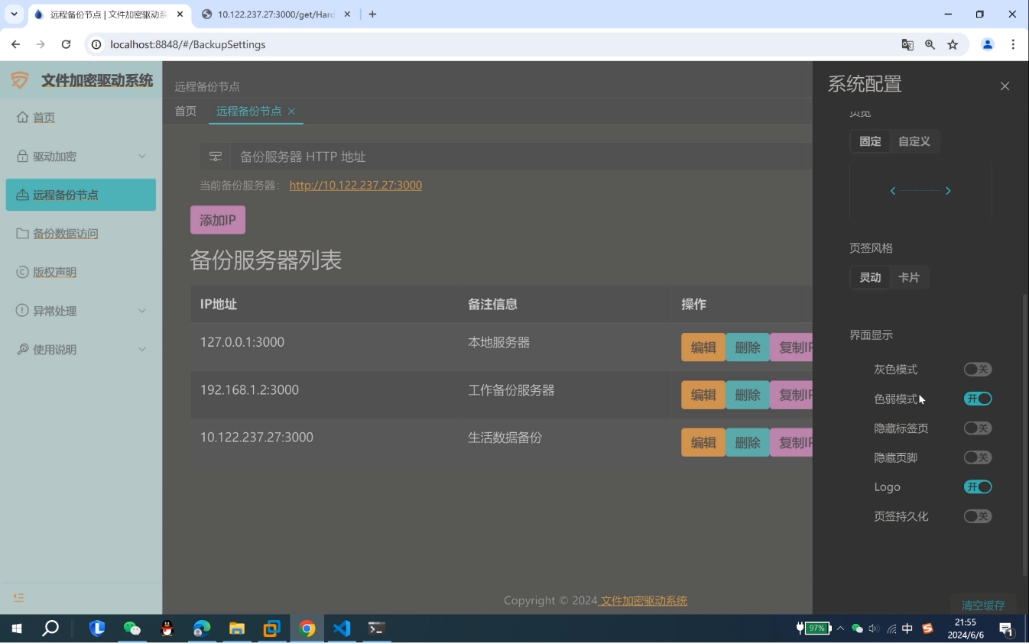 远程备份节点 | 文件加密驱动系
10.122.237.27:3000/get/Hard
localhost:8848/#/BackupSettings
文件加密驱动系统
首页
驱动加密
远程备份节点
备份数据访问
版权声明
异常处理
使用说明
远程备份节点
首页
远程备份节点
备份服务器 HTTP 地址
当前备份服务器: http://10.122.237.27:3000
添加IP
备份服务器列表
IP地址 备注信息 操作
127.0.0.1:3000 本地服务器 编辑 删除 复制IP
192.168.1.2:3000 工作备份服务器 编辑 删除 复制IP
10.122.237.27:3000 生活数据备份 编辑 删除 复制IP
Copyright © 2024 文件加密驱动系统
系统配置
页宽
固定 自定义
页签风格
灵动 卡片
界面显示
灰色模式 关
色弱模式 开
隐藏标签页 关
隐藏页脚 关
Logo 开
页签持久化 关
清空缓存
97%
中
21:55
2024/6/6